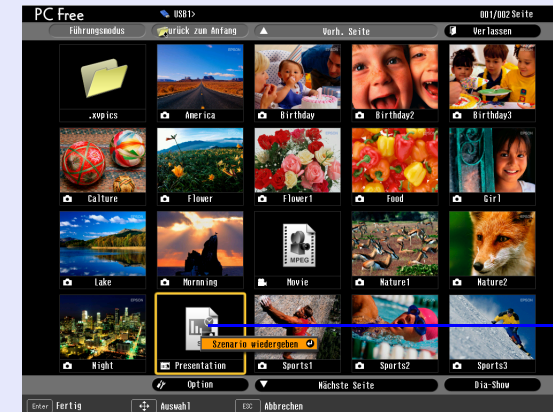 PC Free USB1> 001/002 Seite
Führungsmodus Zurück zum Anfang Vorh. Seite Verlassen
.xvpics America Birthday Birthday2 Birthday3
Calture Flower Flower1 Food Girl
MPEG
Lake Mornning Movie Nature1 Nature2
Szenario wiedergeben
Night Presentation Sports1 Sports2 Sports3
Option Nächste Seite Dia-Show
Enter Fertig Auswahl ESC Abbrechen